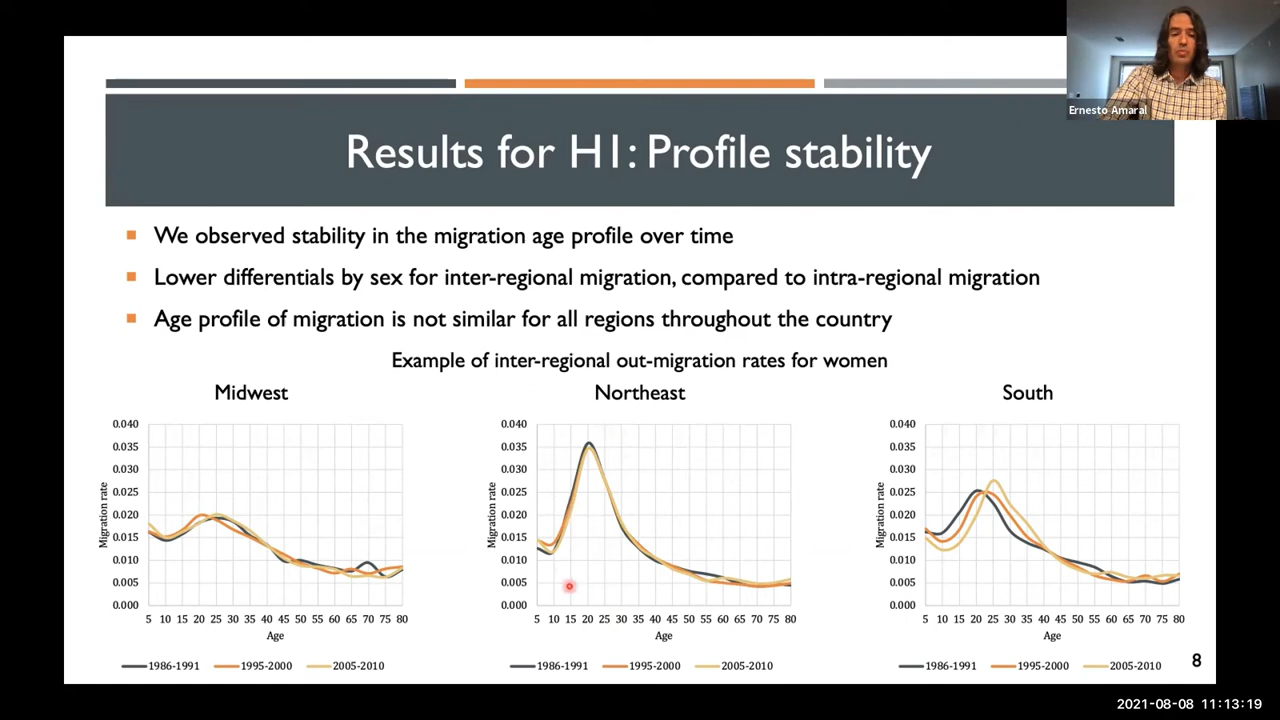 Ernesto Amaral
Results for H1: Profile stability
We observed stability in the migration age profile over time
Lower differentials by sex for inter-regional migration, compared to intra-regional migration
Age profile of migration is not similar for all regions throughout the country
Example of inter-regional out-migration rates for women
Midwest
0.040
0.035
0.030
0.025
0.020
0.015
0.010
0.005
0.000
Migration rate
5 10 15 20 25 30 35 40 45 50 55 60 65 70 75 80
Age
1986-1991 1995-2000 2005-2010
Northeast
0.040
0.035
0.030
0.025
0.020
0.015
0.010
0.005
0.000
Migration rate
5 10 15 20 25 30 35 40 45 50 55 60 65 70 75 80
Age
1986-1991 1995-2000 2005-2010
South
0.040
0.035
0.030
0.025
0.020
0.015
0.010
0.005
0.000
Migration rate
5 10 15 20 25 30 35 40 45 50 55 60 65 70 75 80
Age
1986-1991 1995-2000 2005-2010
8
2021-08-08 11:13:19